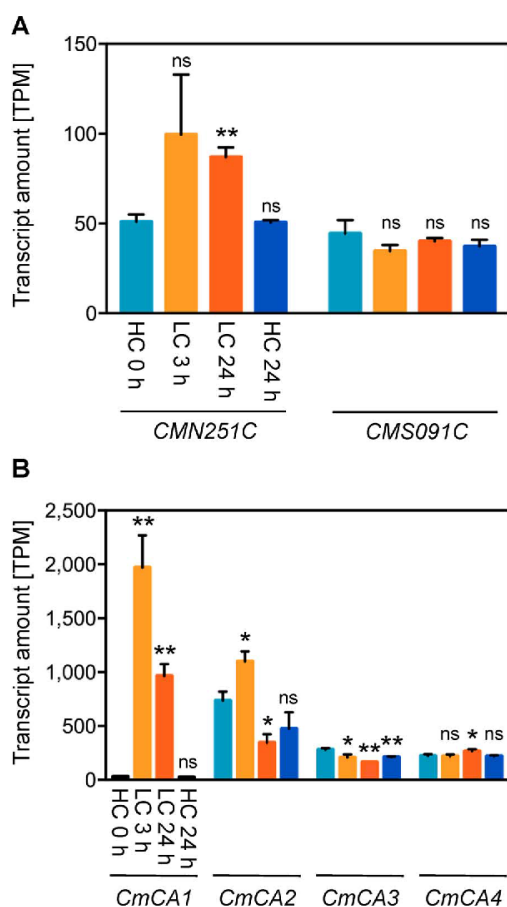 A
Transcript amount [TPM]
150
100
50
0
ns
**
ns
ns
ns
ns
HC 0 h
LC 3 h
LC 24 h
HC 24 h
CMN251C
CMS091C
B
Transcript amount [TPM]
2,500
2,000
1,500
1,000
500
0
**
**
ns
*
*
ns
*
**
**
ns
*
ns
HC 0 h
LC 3 h
LC 24 h
HC 24 h
CmCA1
CmCA2
CmCA3
CmCA4